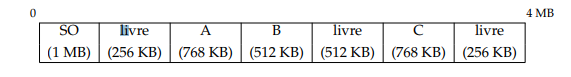 0 4 MB
SO livre A B livre C livre
(1 MB) (256 KB) (768 KB) (512 KB) (512 KB) (768 KB) (256 KB)